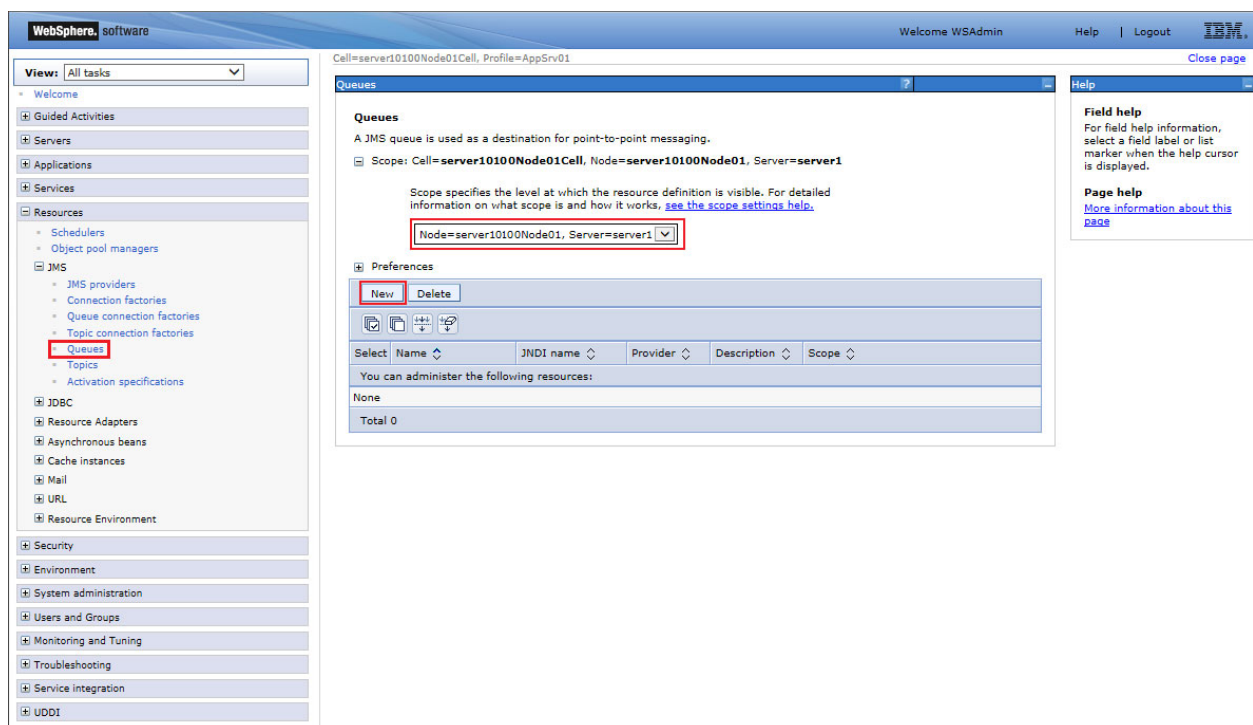 WebSphere. software
Welcome WSAdmin
Help | Logout
IBM.
View: All tasks
Welcome
Guided Activities
Servers
Applications
Services
Resources
Schedulers
Object pool managers
JMS
JMS providers
Connection factories
Queue connection factories
Topic connection factories
Queues
Topics
Activation specifications
JDBC
Resource Adapters
Asynchronous beans
Cache instances
Mail
URL
Resource Environment
Security
Environment
System administration
Users and Groups
Monitoring and Tuning
Troubleshooting
Service integration
UDDI
Cell=server10100Node01Cell, Profile=AppSrv01
Close page
Queues
?
Queues
A JMS queue is used as a destination for point-to-point messaging.
Scope: Cell=server10100Node01Cell, Node=server10100Node01, Server=server1
Scope specifies the level at which the resource definition is visible. For detailed
information on what scope is and how it works, see the scope settings help.
Node=server10100Node01, Server=server1
Preferences
New Delete
Select Name JNDI name Provider Description Scope
You can administer the following resources:
None
Total 0
Help
Field help
For field help information,
select a field label or list
marker when the help cursor
is displayed.
Page help
More information about this
page